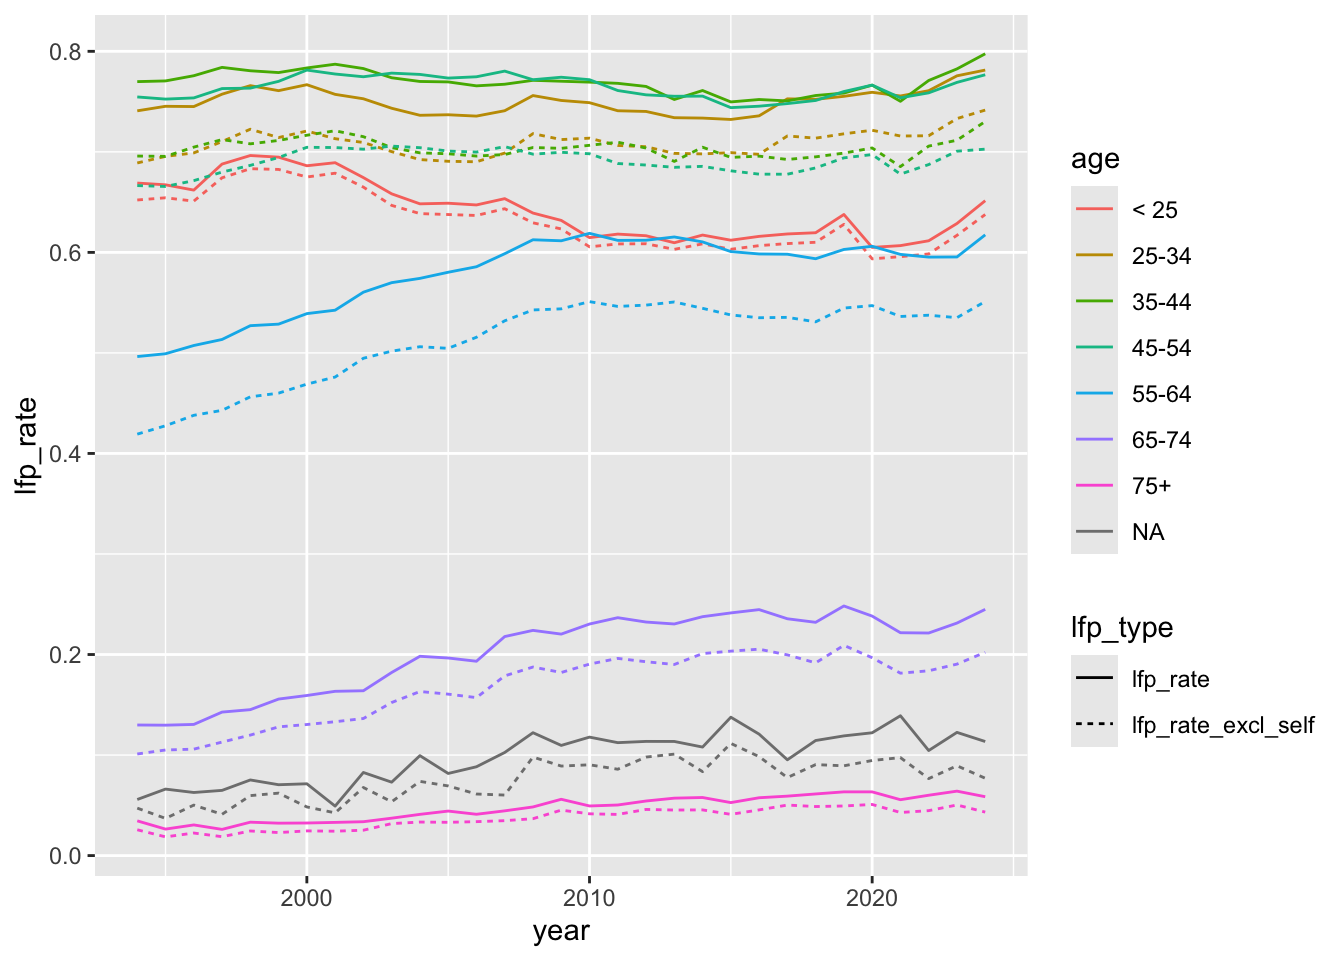 0.8
0.6
0.4
0.2
0.0
lfp_rate
2000
2010
2020
year
age
< 25
25-34
35-44
45-54
55-64
65-74
75+
NA
lfp_type
lfp_rate
lfp_rate_excl_self